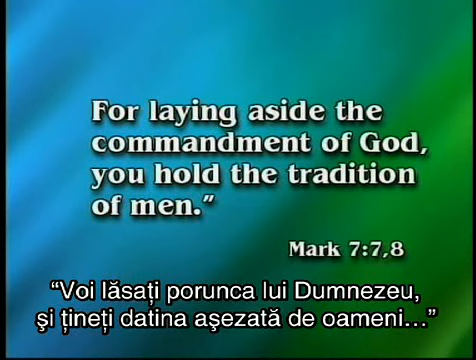 For laying aside the
commandment of God,
you hold the tradition
of men.”
Mark 7:7,8
“Voi lăsați porunca lui Dumnezeu,
şi țineți datina aşezată de oameni...”